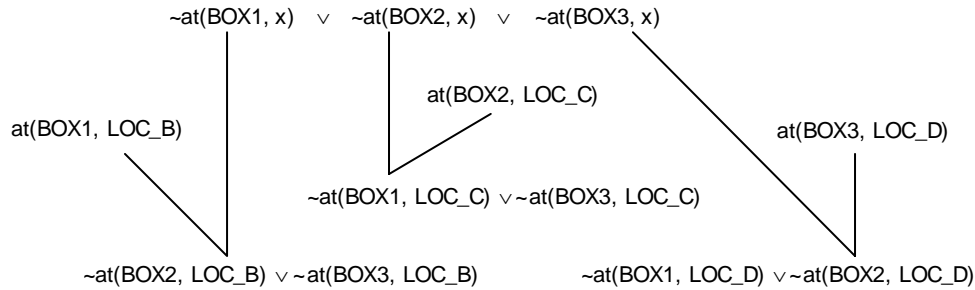 ~at(BOX1, x) ∨ ~at(BOX2, x) ∨ ~at(BOX3, x)
at(BOX2, LOC_C)
at(BOX1, LOC_B)
at(BOX3, LOC_D)
~at(BOX1, LOC_C) ∨ ~at(BOX3, LOC_C)
~at(BOX2, LOC_B) ∨ ~at(BOX3, LOC_B)
~at(BOX1, LOC_D) ∨ ~at(BOX2, LOC_D)